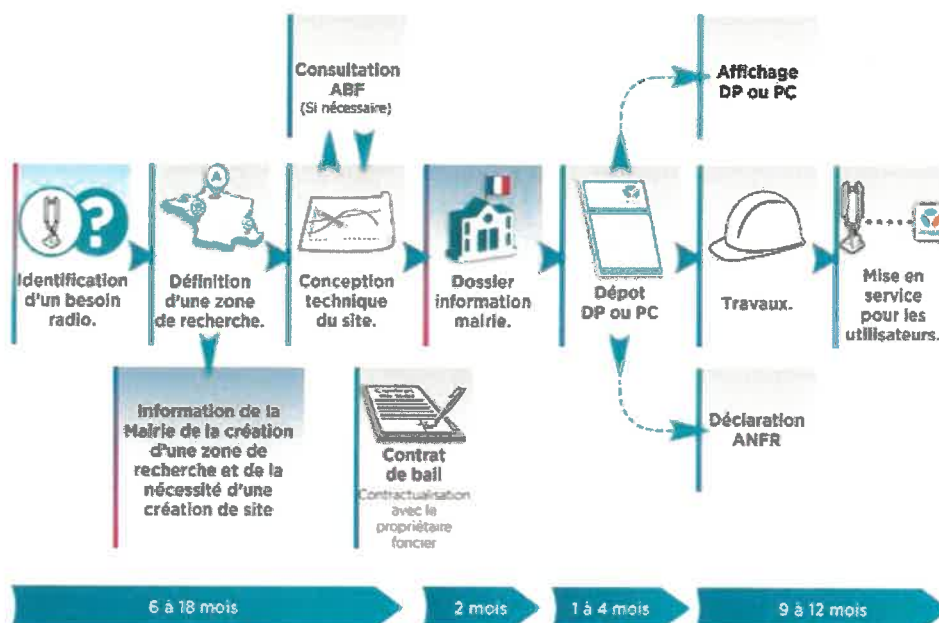 Consultation
ABF
(Si nécessaire)
Affichage
DP ou PC
A
Identification
d'un besoin
radio.
Définition
d'une zone
de recherche.
Conception
technique
du site.
Dossier
information
mairie.
Dépot
DP ou PC
Travaux.
Mise en
service
pour les
utilisateurs.
Information de la
Mairie de la création
d'une zone de
recherche et de la
nécessité d'une
création de site
Contrat
de bail
Contractualisation
avec le
propriétaire
foncier
Déclaration
ANFR
6 à 18 mois
2 mois
1 à 4 mois
9 à 12 mois